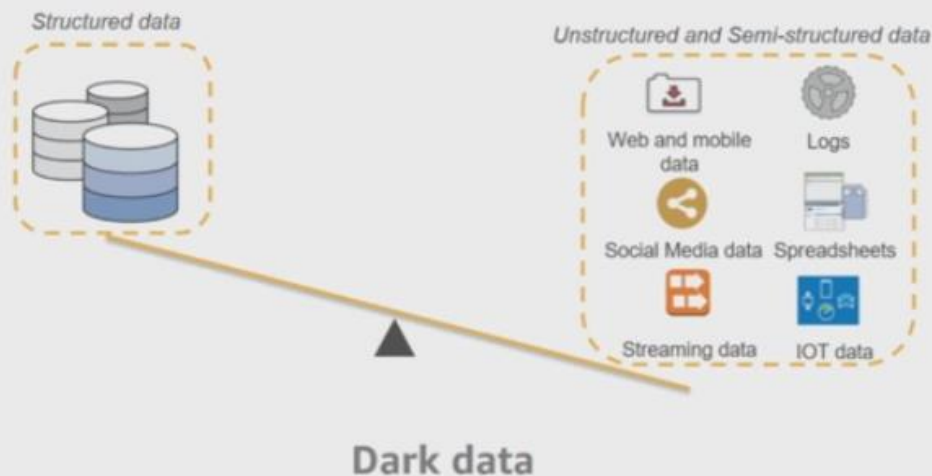 Structured data
Unstructured and Semi-structured data
Web and mobile
data
Logs
Social Media data
Spreadsheets
Streaming data
IOT data
Dark data